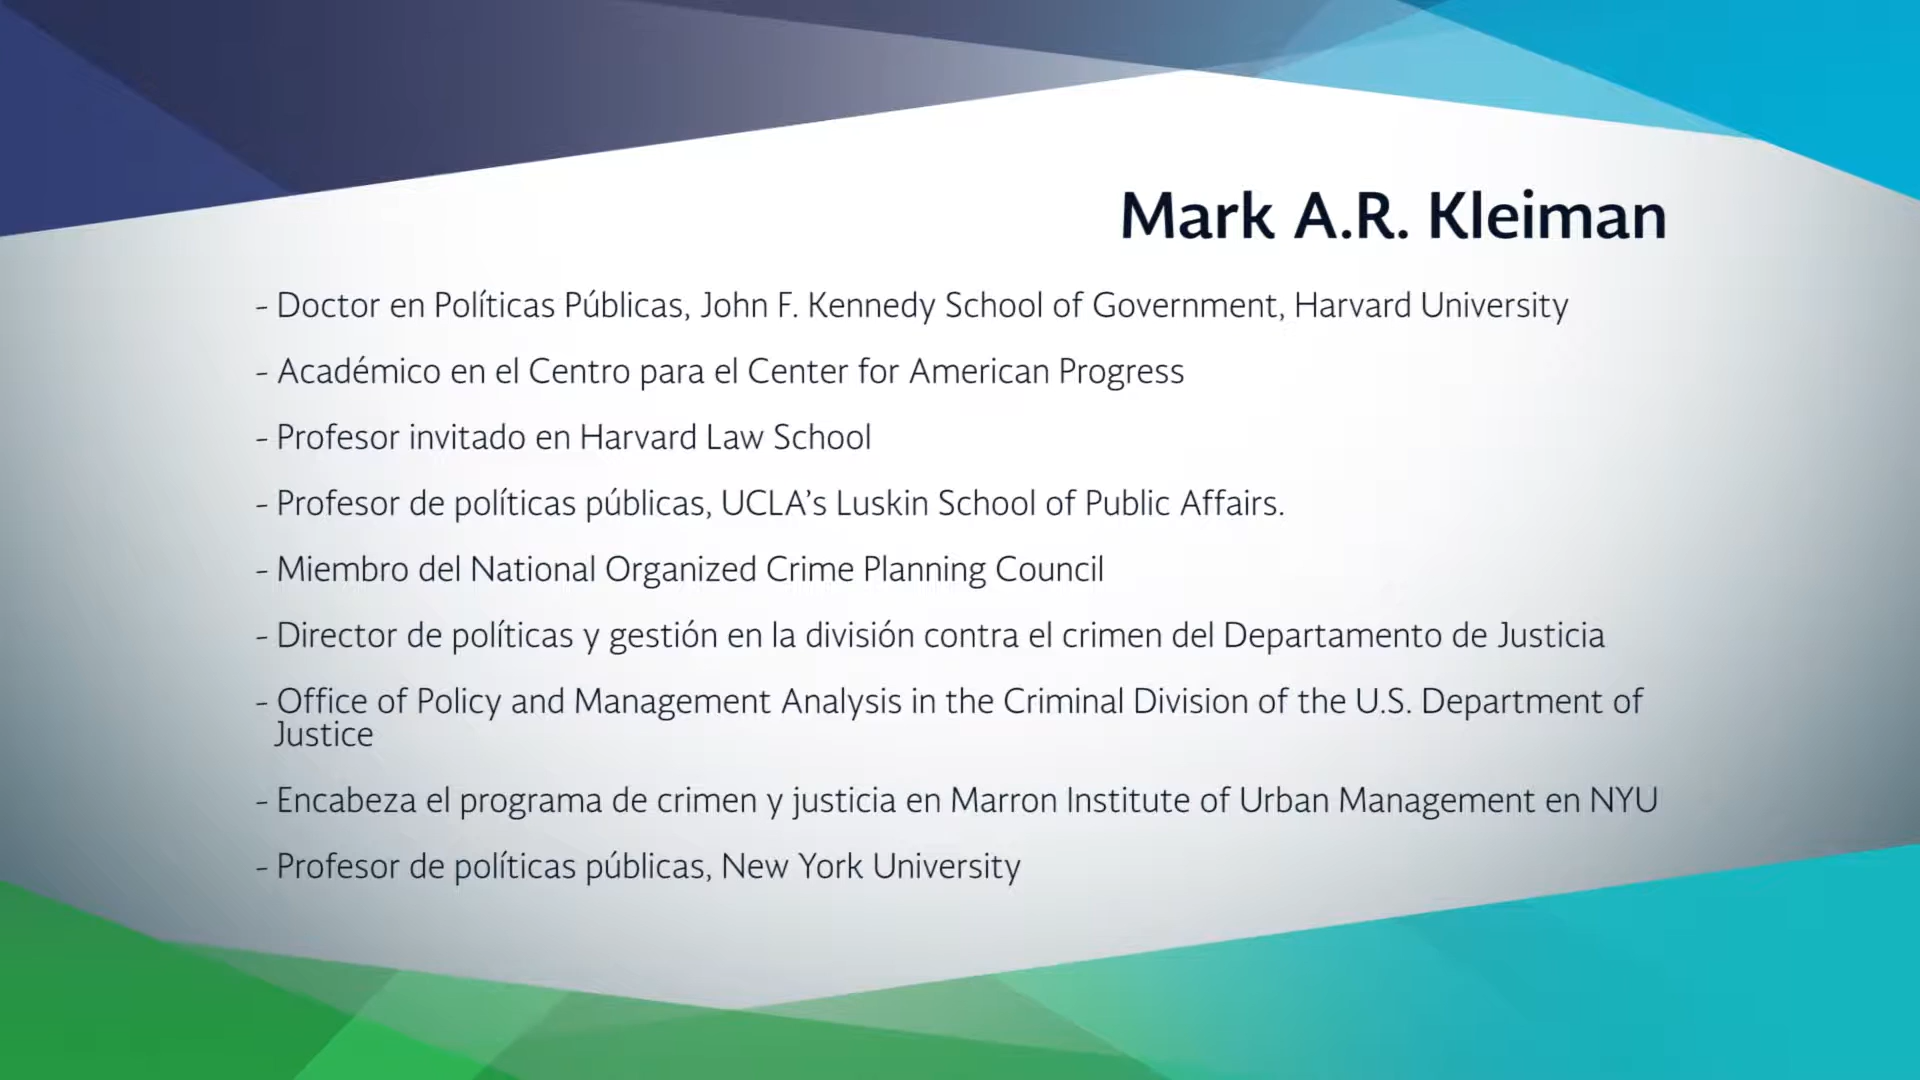 Mark A.R. Kleiman
- Doctor en Políticas Públicas, John F. Kennedy School of Government, Harvard University
- Académico en el Centro para el Center for American Progress
- Profesor invitado en Harvard Law School
- Profesor de políticas públicas, UCLA’s Luskin School of Public Affairs.
- Miembro del National Organized Crime Planning Council
- Director de políticas y gestión en la división contra el crimen del Departamento de Justicia
- Office of Policy and Management Analysis in the Criminal Division of the U.S. Department of
Justice
- Encabeza el programa de crimen y justicia en Marron Institute of Urban Management en NYU
- Profesor de políticas públicas, New York University